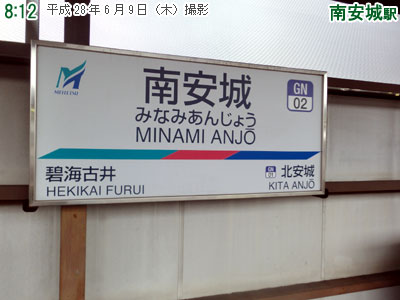 8:12 平成28年6月9日（木）撮影 南安城駅
MEITETSU
南安城
GN
02
みなみあんじょう
MINAMI ANJŌ
碧海古井
HEKIKAI FURUI
GN
01
北安城
KITA ANJŌ